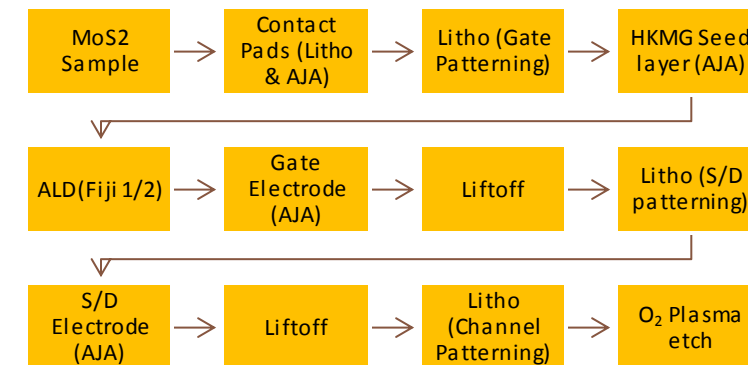 MoS2
Sample
Contact
Pads (Litho
& AJA)
Litho (Gate
Patterning)
HKMG Seed
layer (AJA)
ALD(Fiji 1/2)
Gate
Electrode
(AJA)
Liftoff
Litho (S/D
patterning)
S/D
Electrode
(AJA)
Liftoff
Litho
(Channel
Patterning)
O₂ Plasma
etch